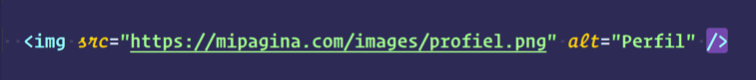 <img src="https://mipagina.com/images/profiel.png" alt="Perfil" />